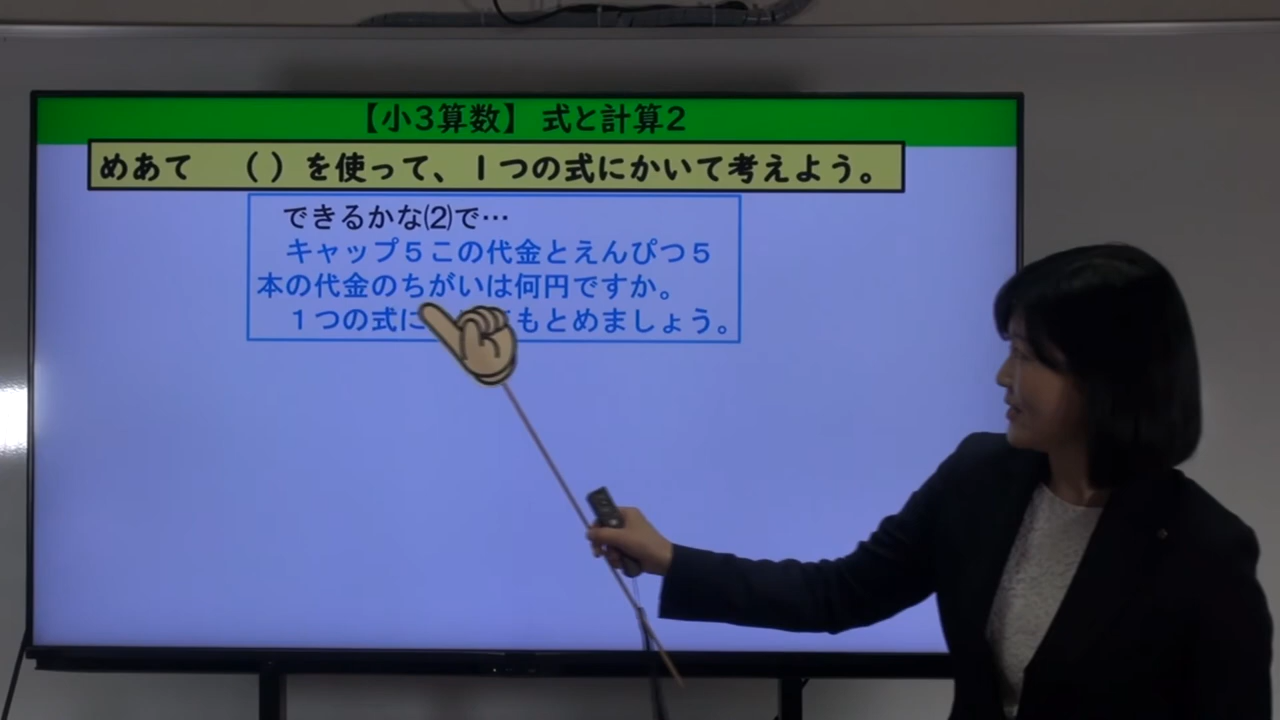 【小3算数】 式と計算2
めあて （）を使って、1つの式にかいて考えよう。
できるかな⑵で…
キャップ５この代金とえんぴつ５
本の代金のちがいは何円ですか。
１つの式に もとめましょう。